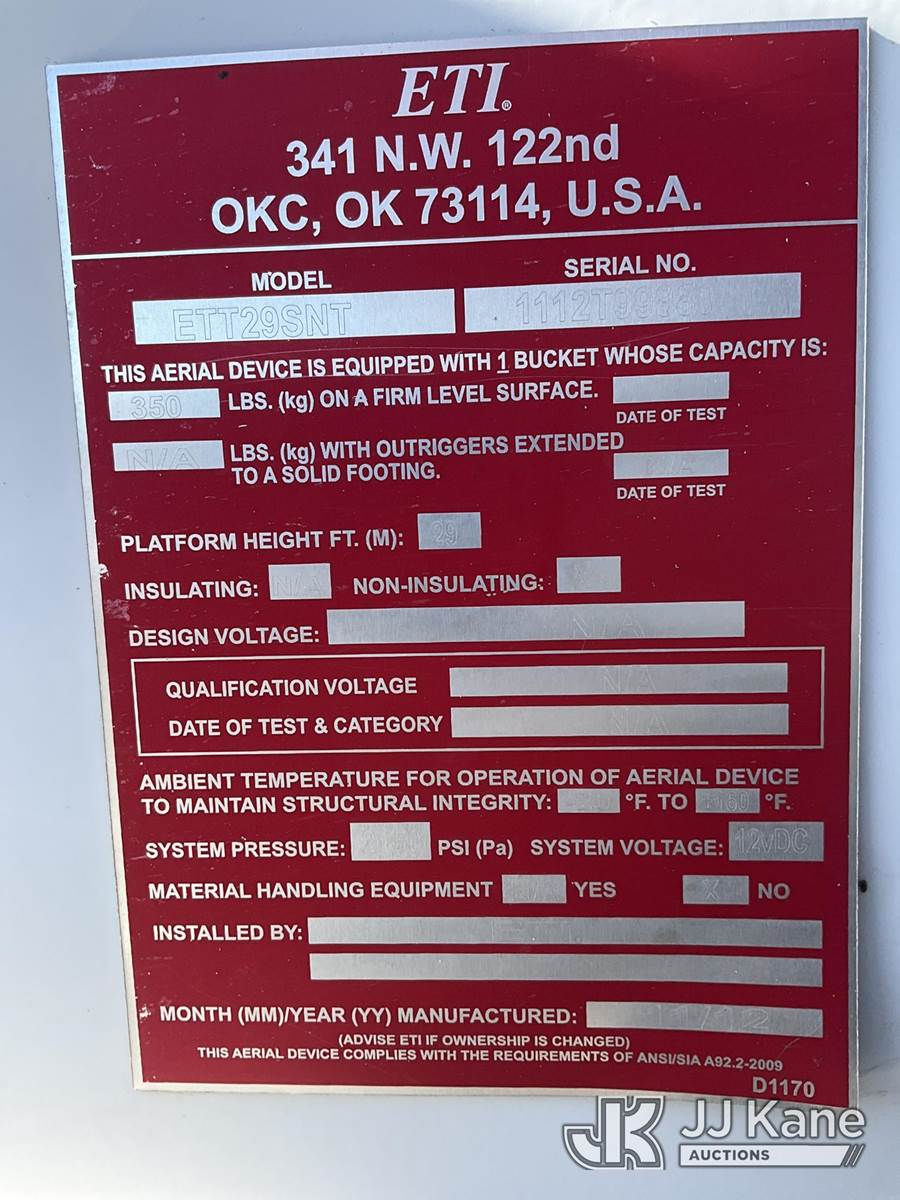 ETI®
341 N.W. 122nd
OKC, OK 73114, U.S.A.
MODEL
SERIAL NO.
ETT29SNT
THIS AERIAL DEVICE IS EQUIPPED WITH 1 BUCKET WHOSE CAPACITY IS:
350 LBS. (kg) ON A FIRM LEVEL SURFACE.
DATE OF TEST
N/A LBS. (kg) WITH OUTRIGGERS EXTENDED
TO A SOLID FOOTING.
N/A
DATE OF TEST
PLATFORM HEIGHT FT. (M): 29
INSULATING: N/A NON-INSULATING: X
DESIGN VOLTAGE: N/A
QUALIFICATION VOLTAGE N/A
DATE OF TEST & CATEGORY N/A
AMBIENT TEMPERATURE FOR OPERATION OF AERIAL DEVICE
TO MAINTAIN STRUCTURAL INTEGRITY: °F. TO °F.
SYSTEM PRESSURE: PSI (Pa) SYSTEM VOLTAGE: 12vDC
MATERIAL HANDLING EQUIPMENT YES X NO
INSTALLED BY: ETI
MONTH (MM)/YEAR (YY) MANUFACTURED: 11/12
(ADVISE ETI IF OWNERSHIP IS CHANGED)
THIS AERIAL DEVICE COMPLIES WITH THE REQUIREMENTS OF ANSI/SIA A92.2-2009
D1170
JK JJ Kane
AUCTIONS